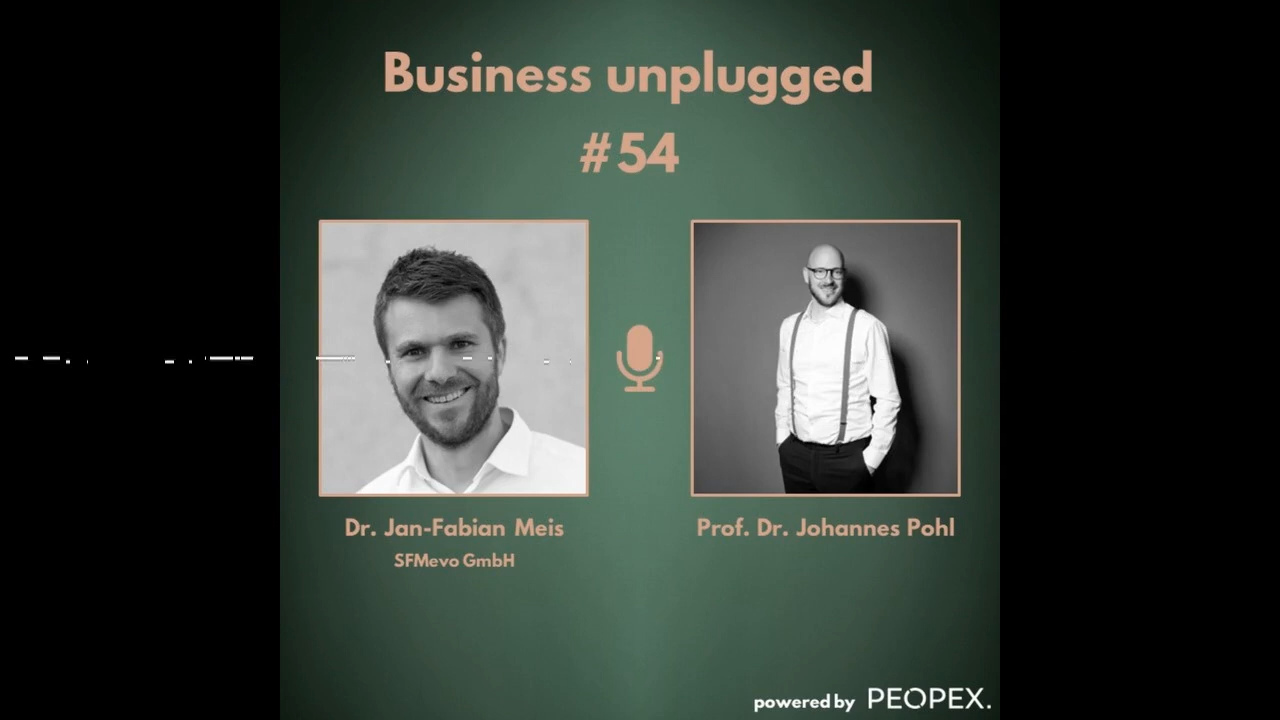 Business unplugged
#54
Dr. Jan-Fabian Meis
SFMevo GmbH
Prof. Dr. Johannes Pohl
powered by PEOPEX.